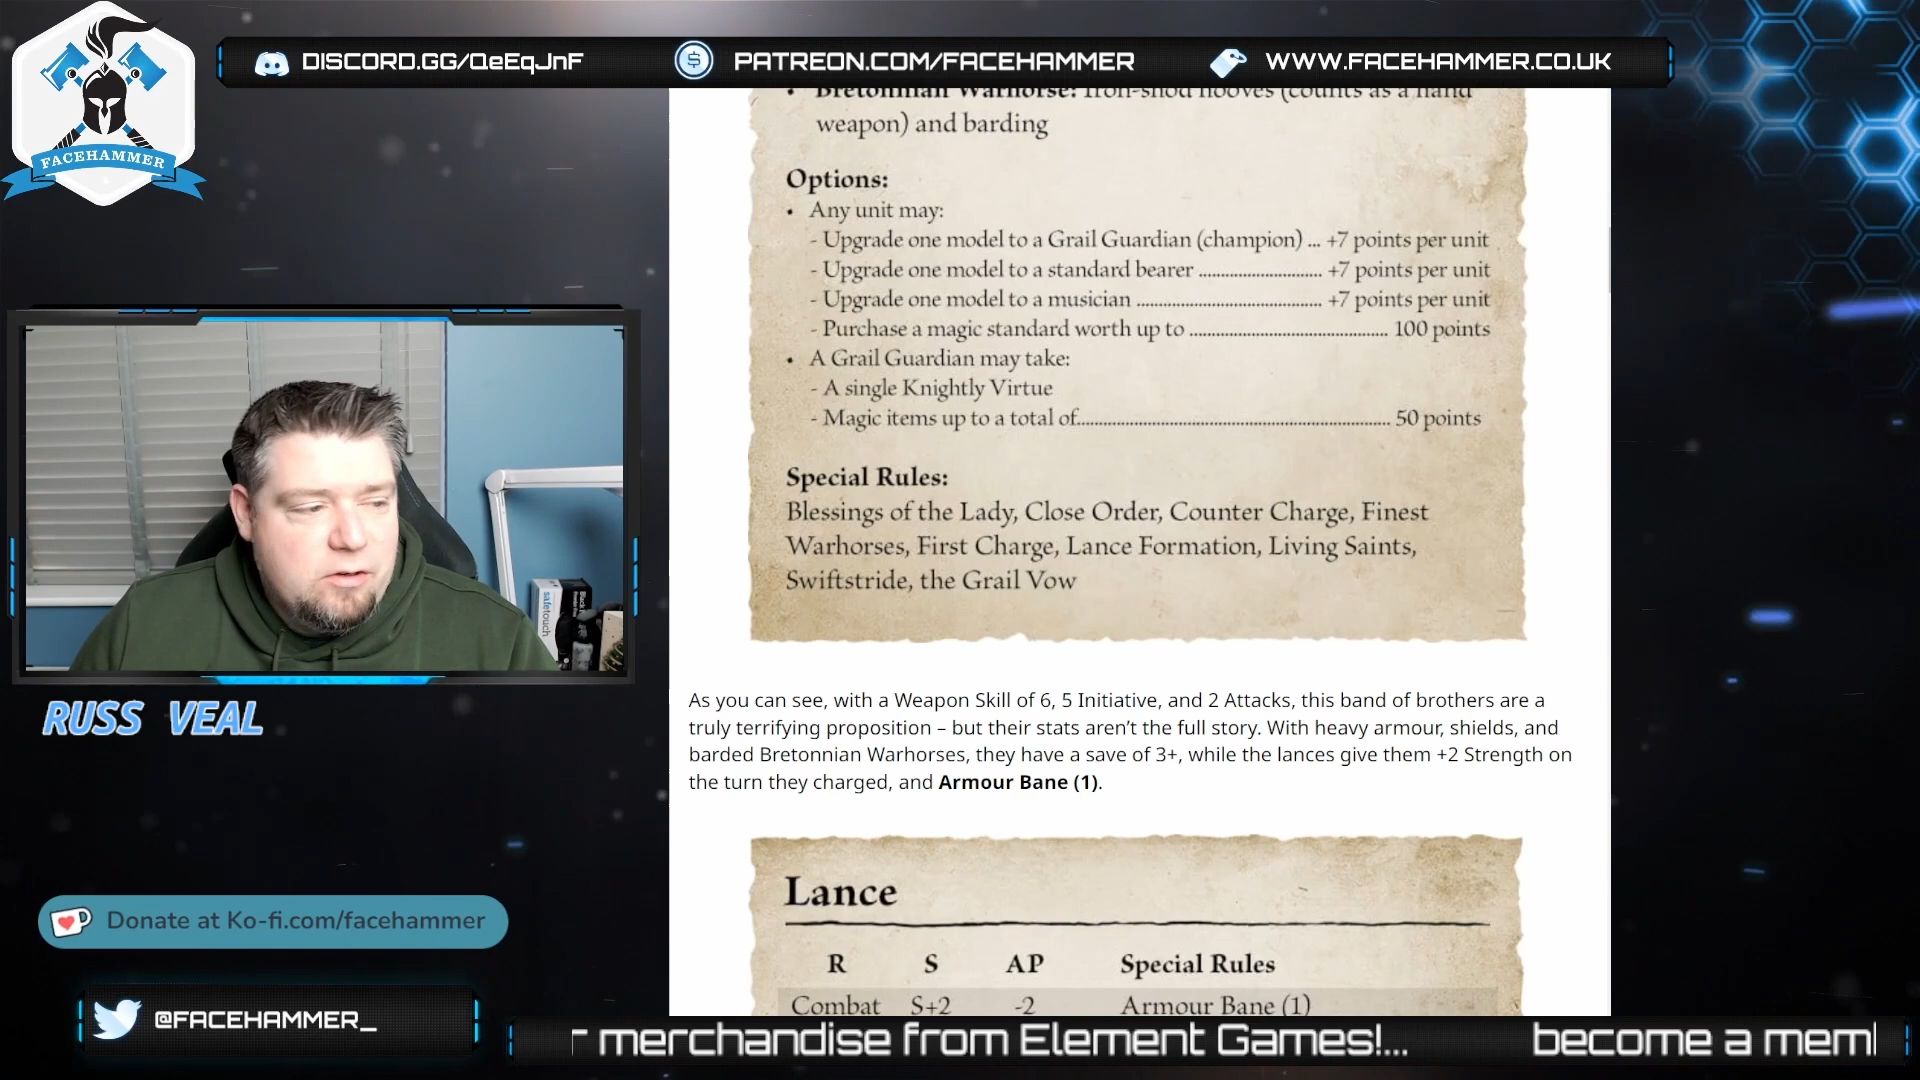 DISCORD.GG/QeEqJnF
PATREON.COM/FACEHAMMER
WWW.FACEHAMMER.CO.UK
FACEHAMMER
• Bretonnian Warhorse: Iron-shod hooves (counts as a hand
weapon) and barding
Options:
• Any unit may:
- Upgrade one model to a Grail Guardian (champion) ... +7 points per unit
- Upgrade one model to a standard bearer ............................ +7 points per unit
- Upgrade one model to a musician .......................................... +7 points per unit
- Purchase a magic standard worth up to ............................................ 100 points
• A Grail Guardian may take:
- A single Knightly Virtue
- Magic items up to a total of...................................................................... 50 points
Special Rules:
Blessings of the Lady, Close Order, Counter Charge, Finest
Warhorses, First Charge, Lance Formation, Living Saints,
Swiftstride, the Grail Vow
safetouch
RUSS VEAL
As you can see, with a Weapon Skill of 6, 5 Initiative, and 2 Attacks, this band of brothers are a
truly terrifying proposition – but their stats aren’t the full story. With heavy armour, shields, and
barded Bretonnian Warhorses, they have a save of 3+, while the lances give them +2 Strength on
the turn they charged, and Armour Bane (1).
Lance
R S AP Special Rules
Combat S+2 -2 Armour Bane (1)
Donate at Ko-fi.com/facehammer
@FACEHAMMER_
merchandise from Element Games!... become a mem